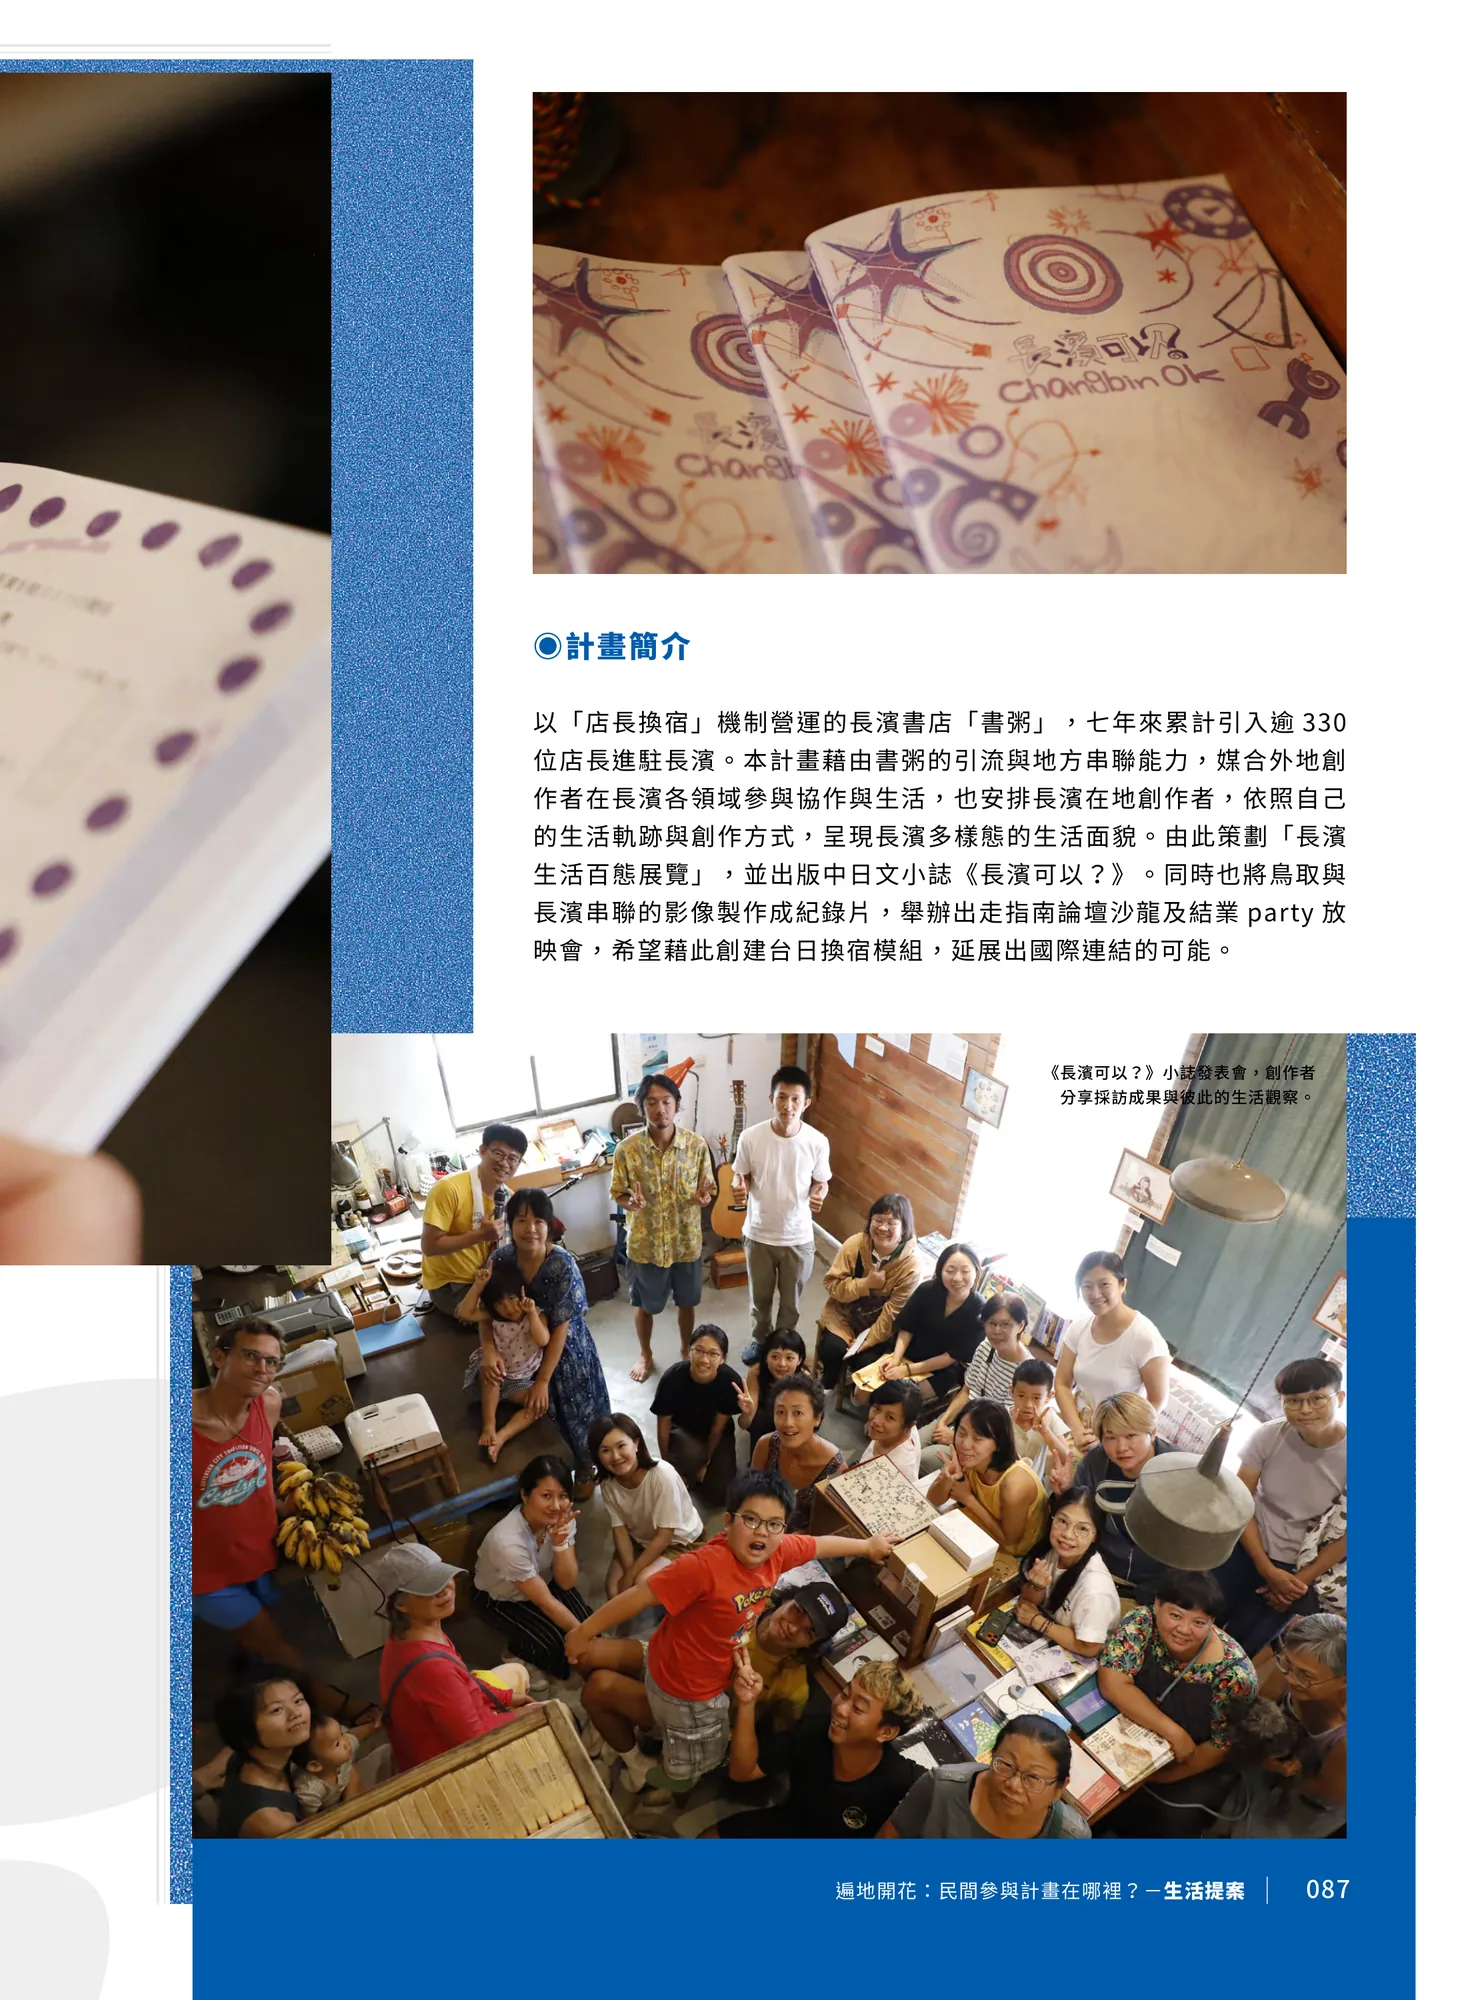 長濱可以
Changbin Ok
長濱
Changb
◉計畫簡介
以「店長換宿」機制營運的長濱書店「書粥」，七年來累計引入逾 330
位店長進駐長濱。本計畫藉由書粥的引流與地方串聯能力，媒合外地創
作者在長濱各領域參與協作與生活，也安排長濱在地創作者，依照自己
的生活軌跡與創作方式，呈現長濱多樣態的生活面貌。由此策劃「長濱
生活百態展覽」，並出版中日文小誌《長濱可以？》。同時也將鳥取與
長濱串聯的影像製作成紀錄片，舉辦出走指南論壇沙龍及結業 party 放
映會，希望藉此創建台日換宿模組，延展出國際連結的可能。
《長濱可以？》小誌發表會，創作者
分享採訪成果與彼此的生活觀察。
Central
遍地開花：民間參與計畫在哪裡？－生活提案
087